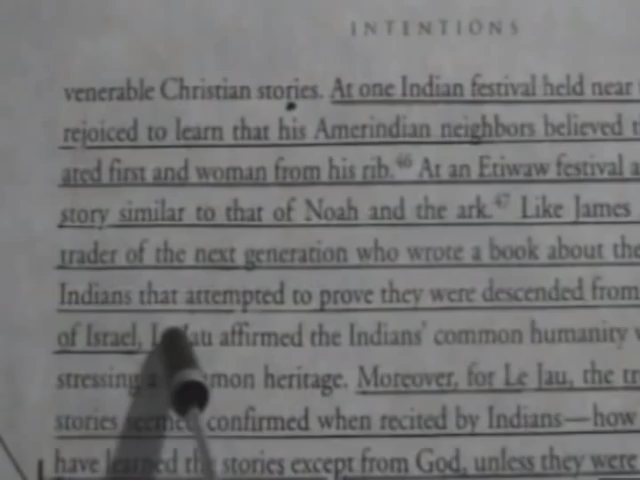 INTENTIONS
venerable Christian stories. At one Indian festival held near
rejoiced to learn that his Amerindian neighbors believed
ated first and woman from his rib.46 At an Etiwaw festival a
story similar to that of Noah and the ark.47 Like James
trader of the next generation who wrote a book about the
Indians that attempted to prove they were descended from
of Israel, Jau affirmed the Indians' common humanity
stressing mon heritage. Moreover, for Le Jau, the tr
stories seemed confirmed when recited by Indians—how
have learned the stories except from God, unless they were